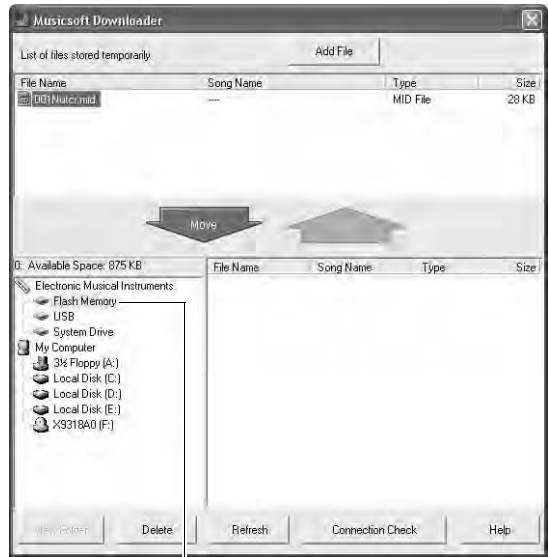 Musicsoft Downloader
List of files stored temporarily
Add File
File Name Song Name Type Size
001Nutcr.mid --- MID File 28 KB
Move
0: Available Space: 875 KB
File Name Song Name Type Size
Electronic Musical Instruments
Flash Memory
USB
System Drive
My Computer
3½ Floppy (A:)
Local Disk (C:)
Local Disk (D:)
Local Disk (E:)
X9318A0 (F:)
New Folder Delete Refresh Connection Check Help